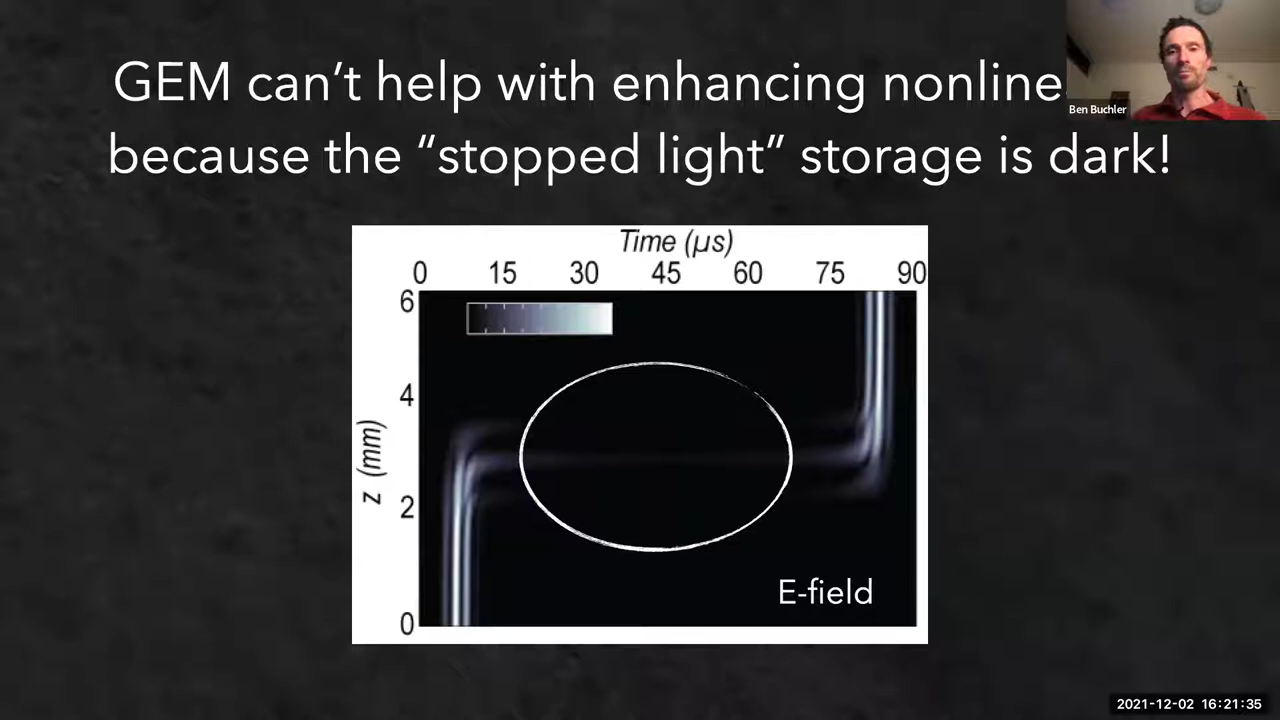 GEM can't help with enhancing nonline
because the “stopped light” storage is dark!
Ben Buchler
Time (µs)
0 15 30 45 60 75 90
6
4
z (mm)
2
0
E-field
2021-12-02 16:21:35